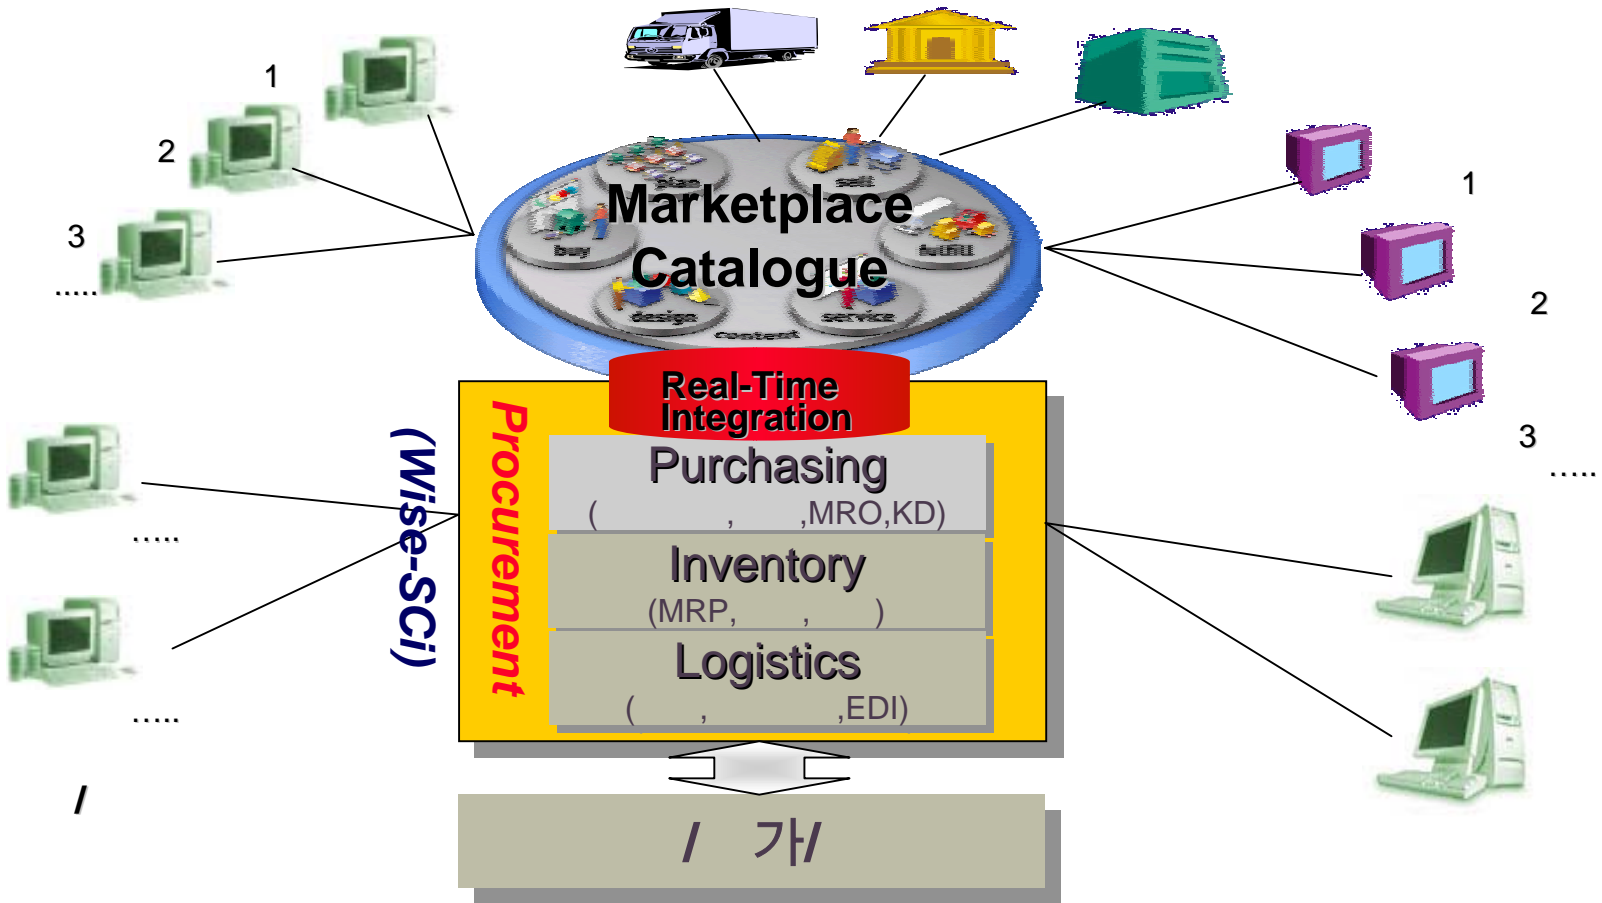 1
2
3
.....
plan
sell
Marketplace
buy
fulfill
Catalogue
design
service
content
1
2
3
.....
Real-Time
Integration
Procurement
(Wise-SCi)
Purchasing
( , ,MRO,KD)
Inventory
(MRP, , )
Logistics
( , ,EDI)
.....
.....
/
/ 가/